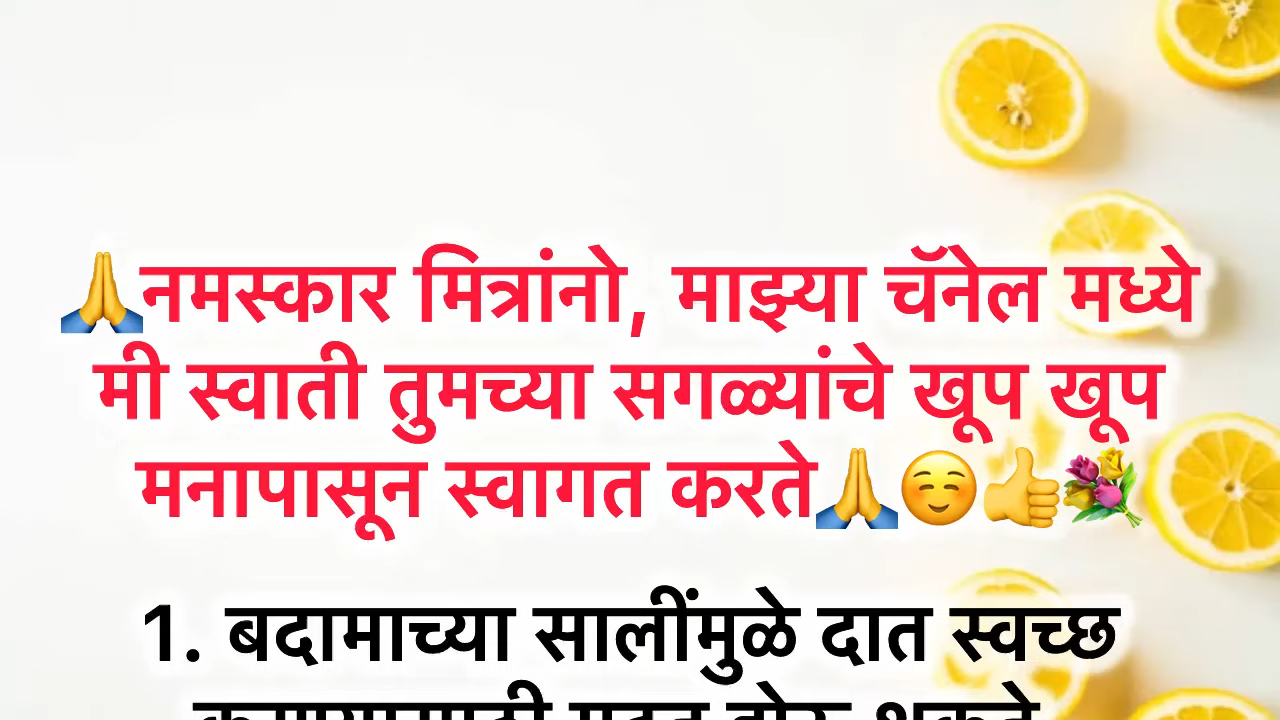 🙏नमस्कार मित्रांनो, माझ्या चॅनेल मध्ये
मी स्वाती तुमच्या सगळ्यांचे खूप खूप
मनापासून स्वागत करते🙏☺️👍💐
1. बदामाच्या सालींमुळे दात स्वच्छ